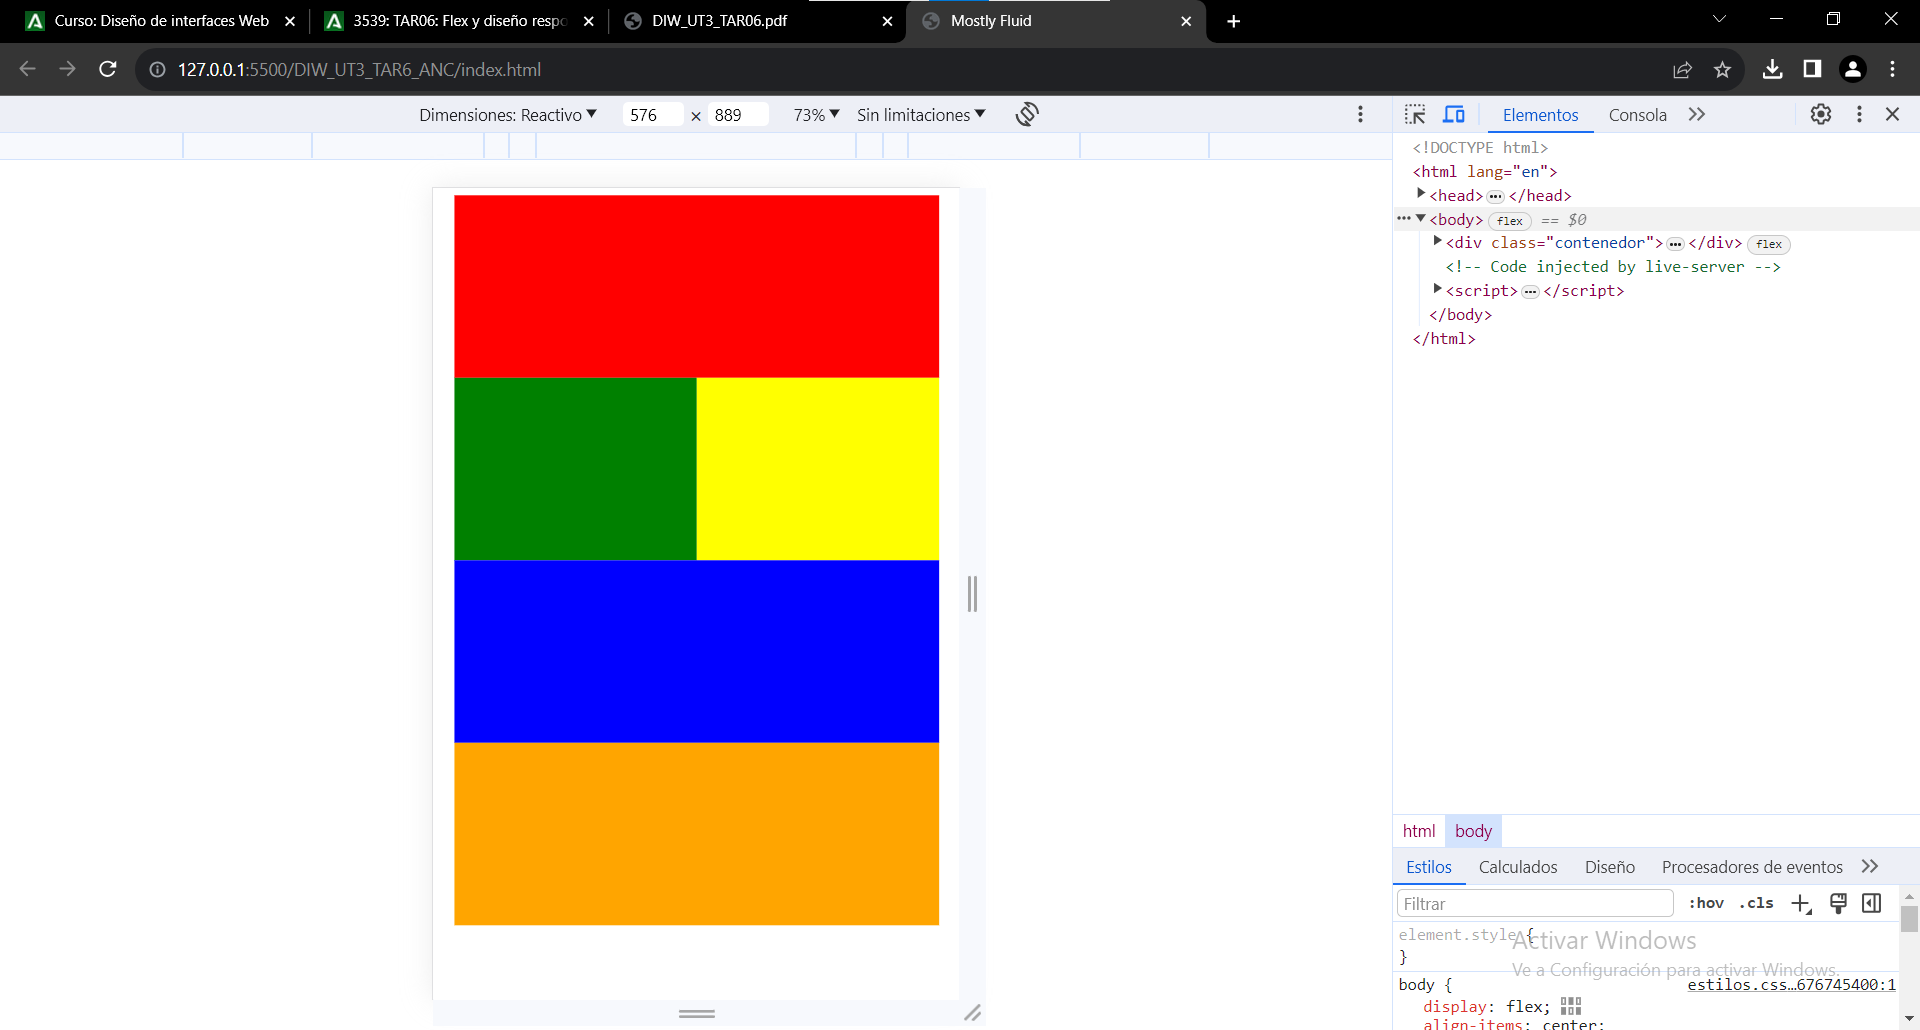 Curso: Diseño de interfaces Web
3539: TAR06: Flex y diseño respo
DIW_UT3_TAR06.pdf
Mostly Fluid
127.0.0.1:5500/DIW_UT3_TAR6_ANC/index.html
Dimensiones: Reactivo 576 × 889 73% Sin limitaciones
Elementos Consola
<!DOCTYPE html>
<html lang="en">
<head> ··· </head>
··· <body> flex == $0
<div class="contenedor"> ··· </div> flex
<!-- Code injected by live-server -->
<script> ··· </script>
</body>
</html>
html body
Estilos Calculados Diseño Procesadores de eventos
Filtrar :hov .cls
element.style {
}
Activar Windows
Ve a Configuración para activar Windows.
body { estilos.css…676745400:1
display: flex;
align-items: center;